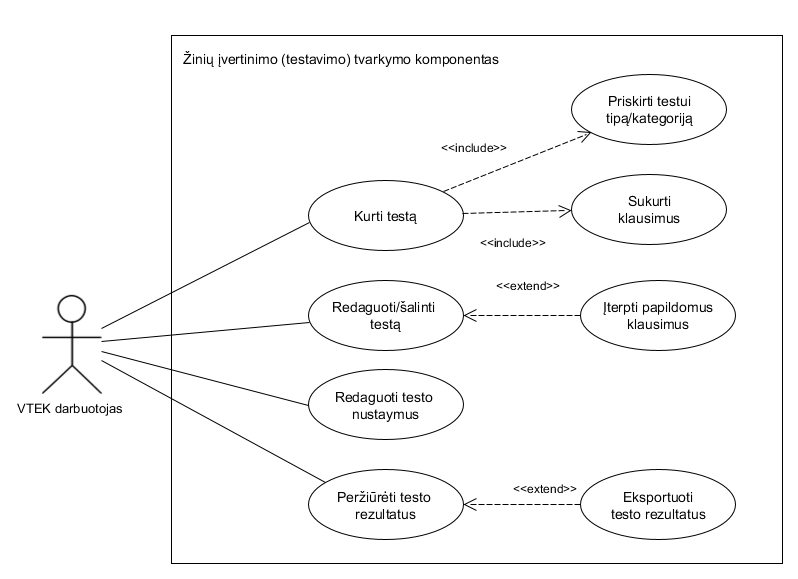 Žinių įvertinimo (testavimo) tvarkymo komponentas
Priskirti testui
tipą/kategoriją
<<include>>
Kurti testą
Sukurti
klausimus
<<include>>
<<extend>>
Redaguoti/šalinti
testą
Įterpti papildomus
klausimus
VTEK darbuotojas
Redaguoti testo
nustaymus
<<extend>>
Peržiūrėti testo
rezultatus
Eksportuoti
testo rezultatus